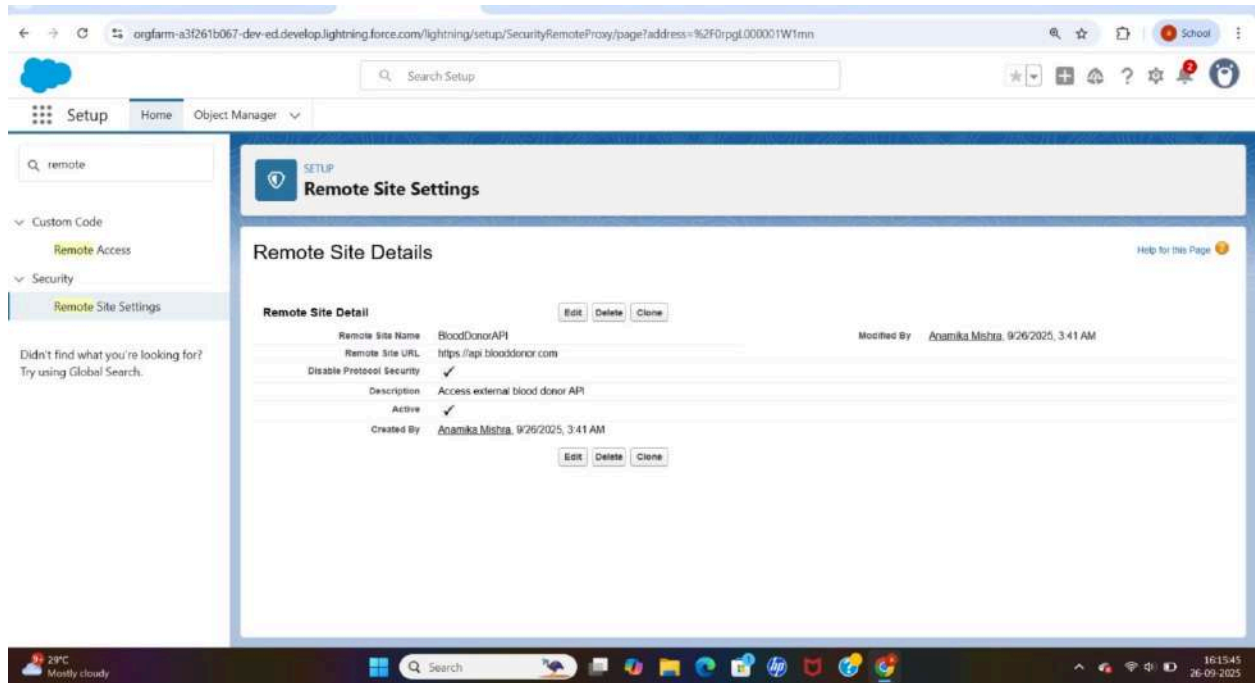 orgfarm-a3f261b067-dev-ed.develop.lightning.force.com/lightning/setup/SecurityRemoteProxy/page?address=%2F0rpgL000001W1mn
School
Search Setup
2
Setup
Home
Object Manager
remote
Custom Code
Remote Access
Security
Remote Site Settings
Didn't find what you're looking for?
Try using Global Search.
SETUP
Remote Site Settings
Remote Site Details
Help for this Page
Remote Site Detail
Edit Delete Clone
Remote Site Name BloodDonorAPI
Modified By Anamika Mishra, 9/26/2025, 3:41 AM
Remote Site URL https://api.blooddonor.com
Disable Protocol Security ✓
Description Access external blood donor API
Active ✓
Created By Anamika Mishra, 9/26/2025, 3:41 AM
Edit Delete Clone
29°C
Mostly cloudy
Search
16:15:45
26-09-2025